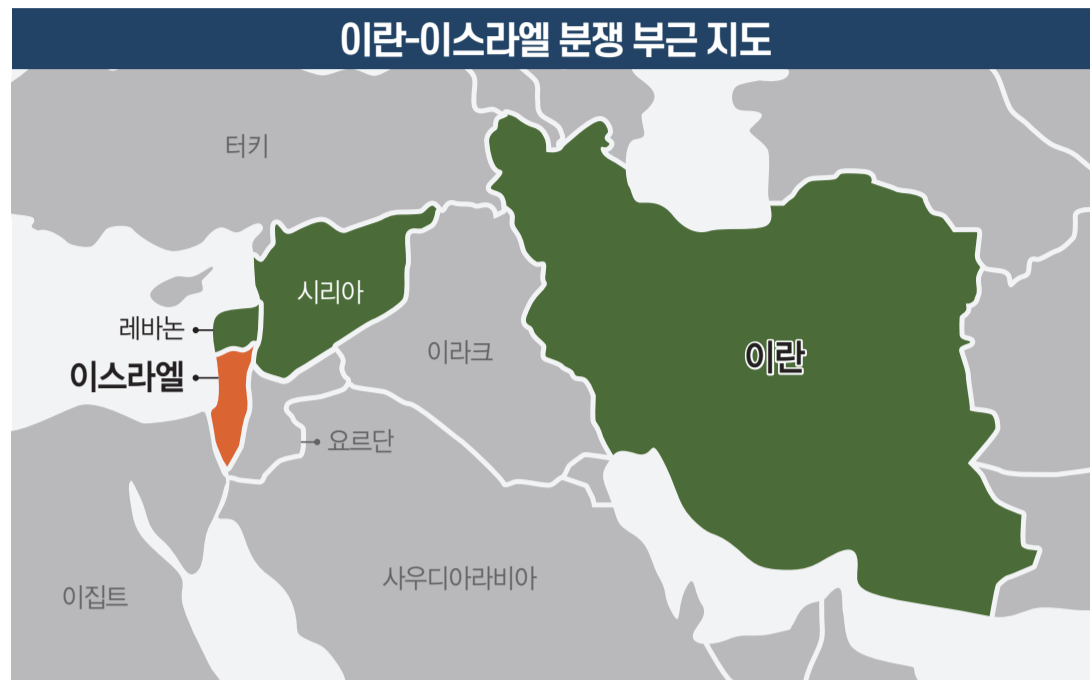 이란-이스라엘 분쟁 부근 지도
터키
시리아
레바논
이스라엘
이라크
이란
요르단
이집트
사우디아라비아